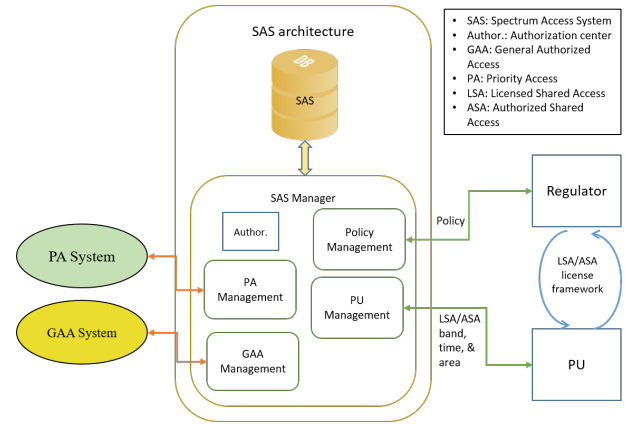 SAS architecture
DB
SAS
• SAS: Spectrum Access System
• Author.: Authorization center
• GAA: General Authorized
Access
• PA: Priority Access
• LSA: Licensed Shared Access
• ASA: Authorized Shared
Access
SAS Manager
Author.
Policy
Management
PA
Management
PU
Management
GAA
Management
PA System
GAA System
Policy
LSA/ASA
band,
time, &
area
Regulator
LSA/ASA
license
framework
PU